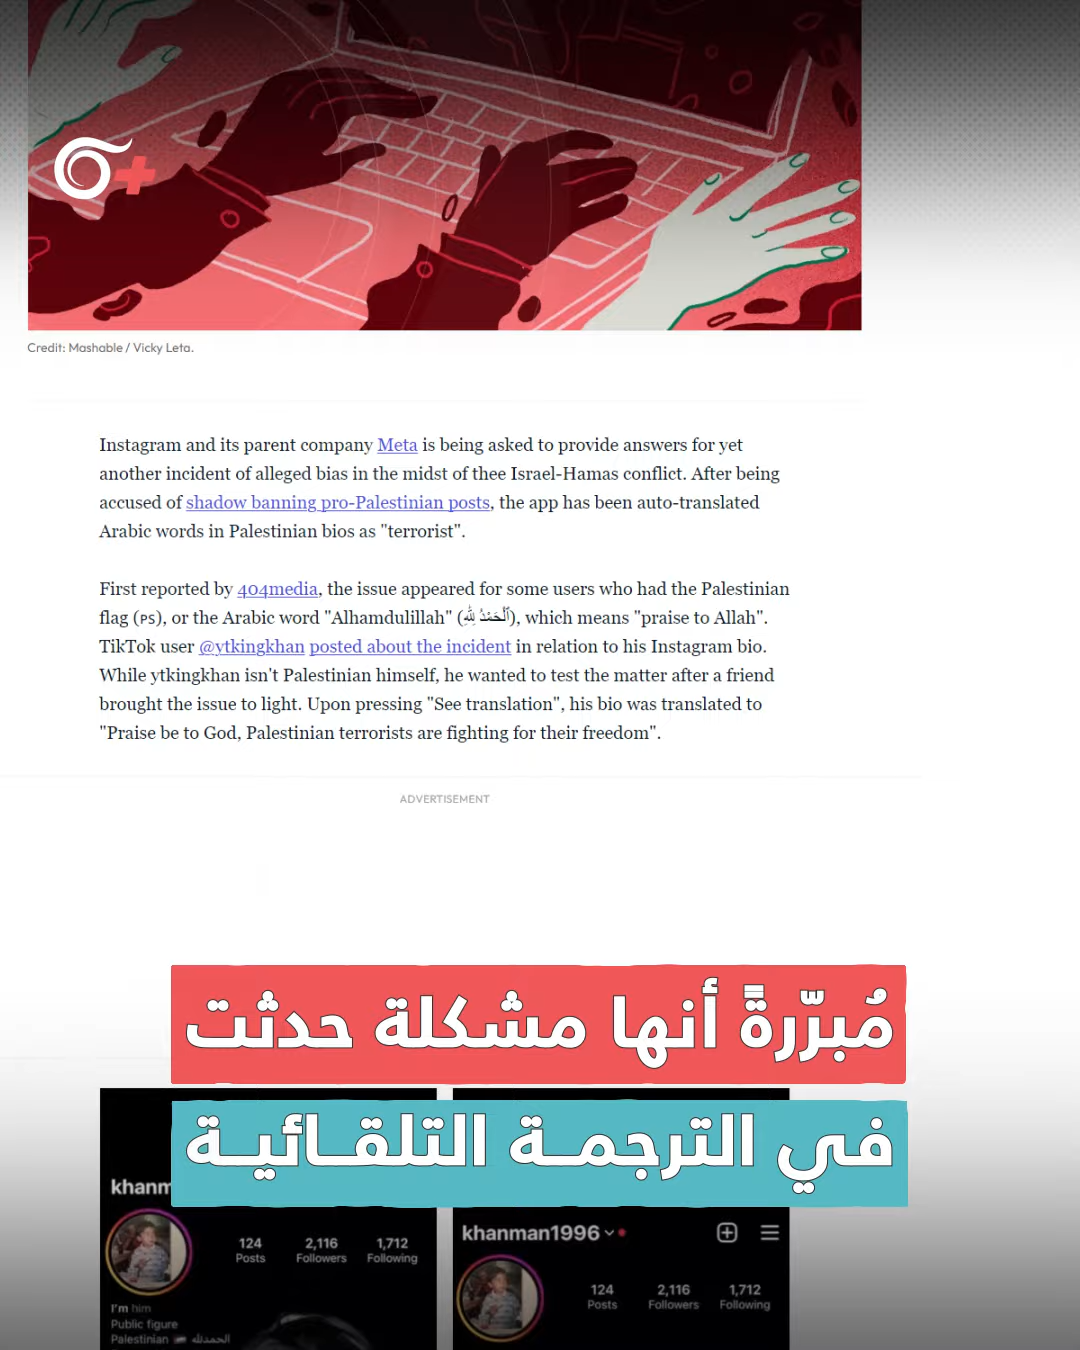 Credit: Mashable / Vicky Leta.
Instagram and its parent company Meta is being asked to provide answers for yet
another incident of alleged bias in the midst of thee Israel-Hamas conflict. After being
accused of shadow banning pro-Palestinian posts, the app has been auto-translated
Arabic words in Palestinian bios as "terrorist".
First reported by 404media, the issue appeared for some users who had the Palestinian
flag (PS), or the Arabic word "Alhamdulillah" (ٱلْحَمْدُ لِلَّٰهِ), which means "praise to Allah".
TikTok user @ytkingkhan posted about the incident in relation to his Instagram bio.
While ytkingkhan isn't Palestinian himself, he wanted to test the matter after a friend
brought the issue to light. Upon pressing "See translation", his bio was translated to
"Praise be to God, Palestinian terrorists are fighting for their freedom".
ADVERTISEMENT
مُبرّرةً أنها مشكلة حدثت
في الترجمـة التلقـائيـة
khanm
124 2,116 1,712
Posts Followers Following
I'm him
Public figure
Palestinian 🇵🇸 الحمدلله
khanman1996
124 2,116 1,712
Posts Followers Following